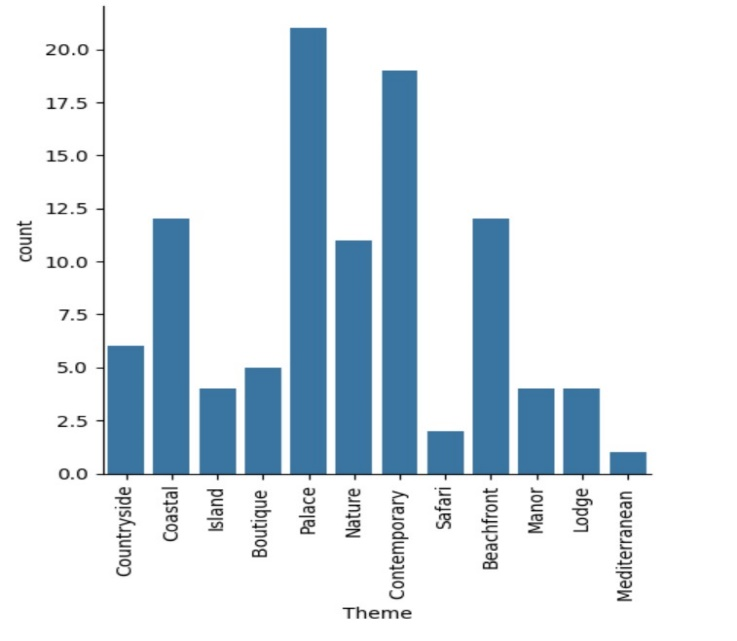 20.0
17.5
15.0
12.5
10.0
7.5
5.0
2.5
0.0
count
Countryside
Coastal
Island
Boutique
Palace
Nature
Contemporary
Safari
Beachfront
Manor
Lodge
Mediterranean
Theme